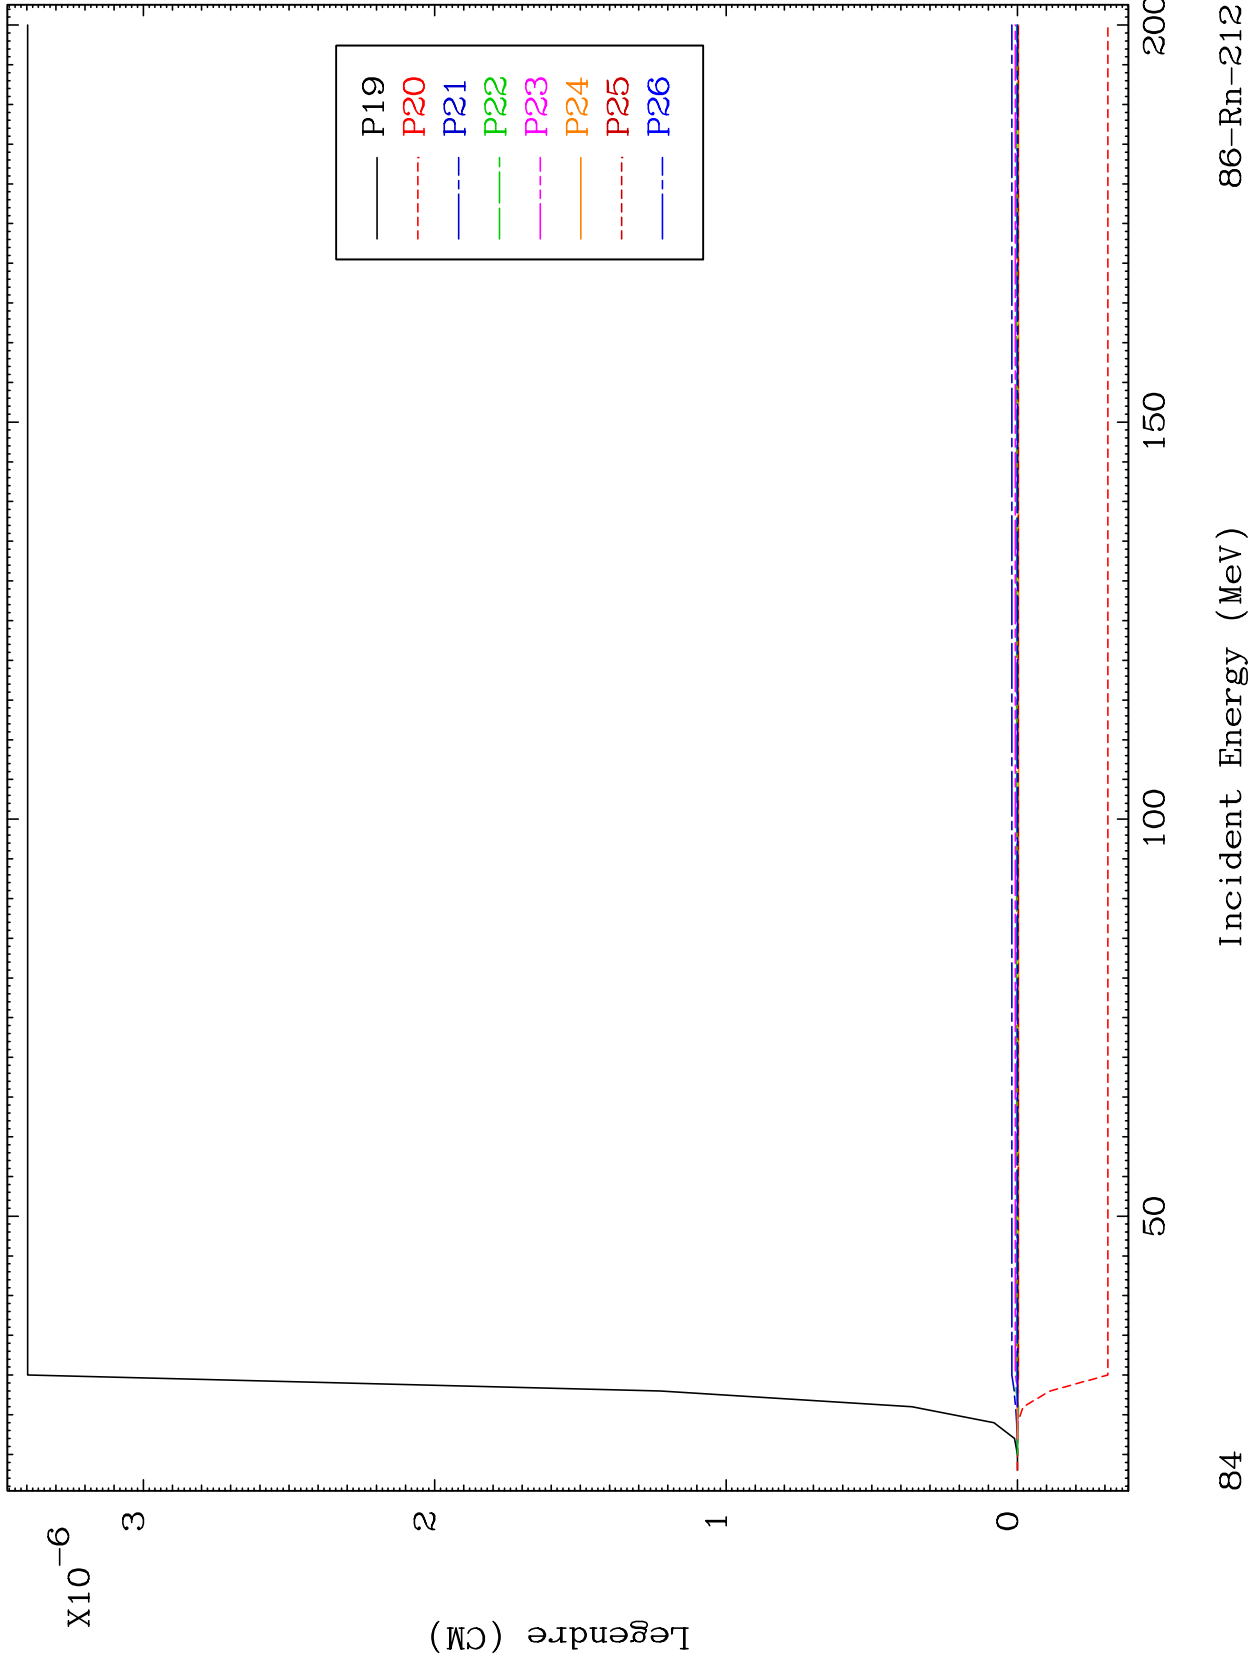 X10-6
3
2
1
0
Legendre (CM)
P19
P20
P21
P22
P23
P24
P25
P26
50
100
150
200
Incident Energy (MeV)
84
86-Rn-212